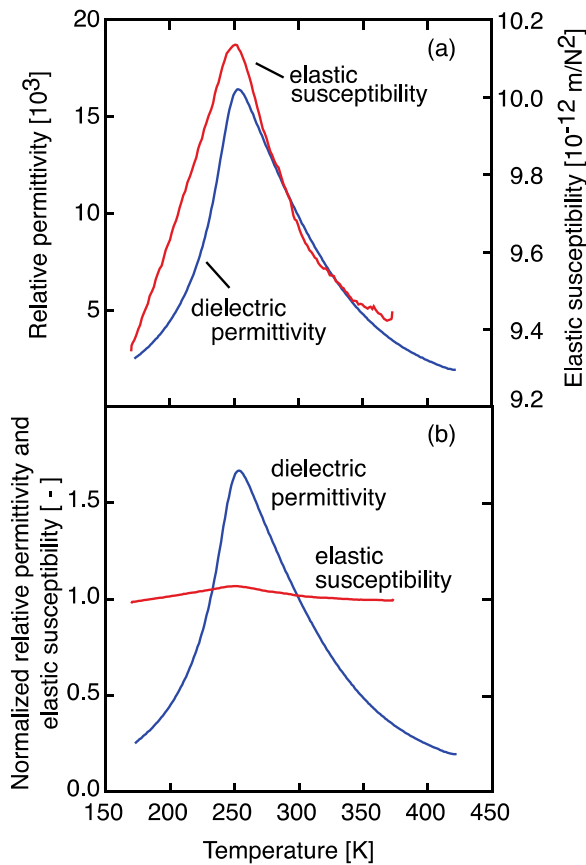 20
15
10
5
Relative permittivity [10³]
(a)
elastic
susceptibility
dielectric
permittivity
10.2
10.0
9.8
9.6
9.4
9.2
Elastic susceptibility [10⁻¹² m/N²]
(b)
dielectric
permittivity
elastic
susceptibility
1.5
1.0
0.5
0.0
Normalized relative permittivity and
elastic susceptibility [ - ]
150 200 250 300 350 400 450
Temperature [K]